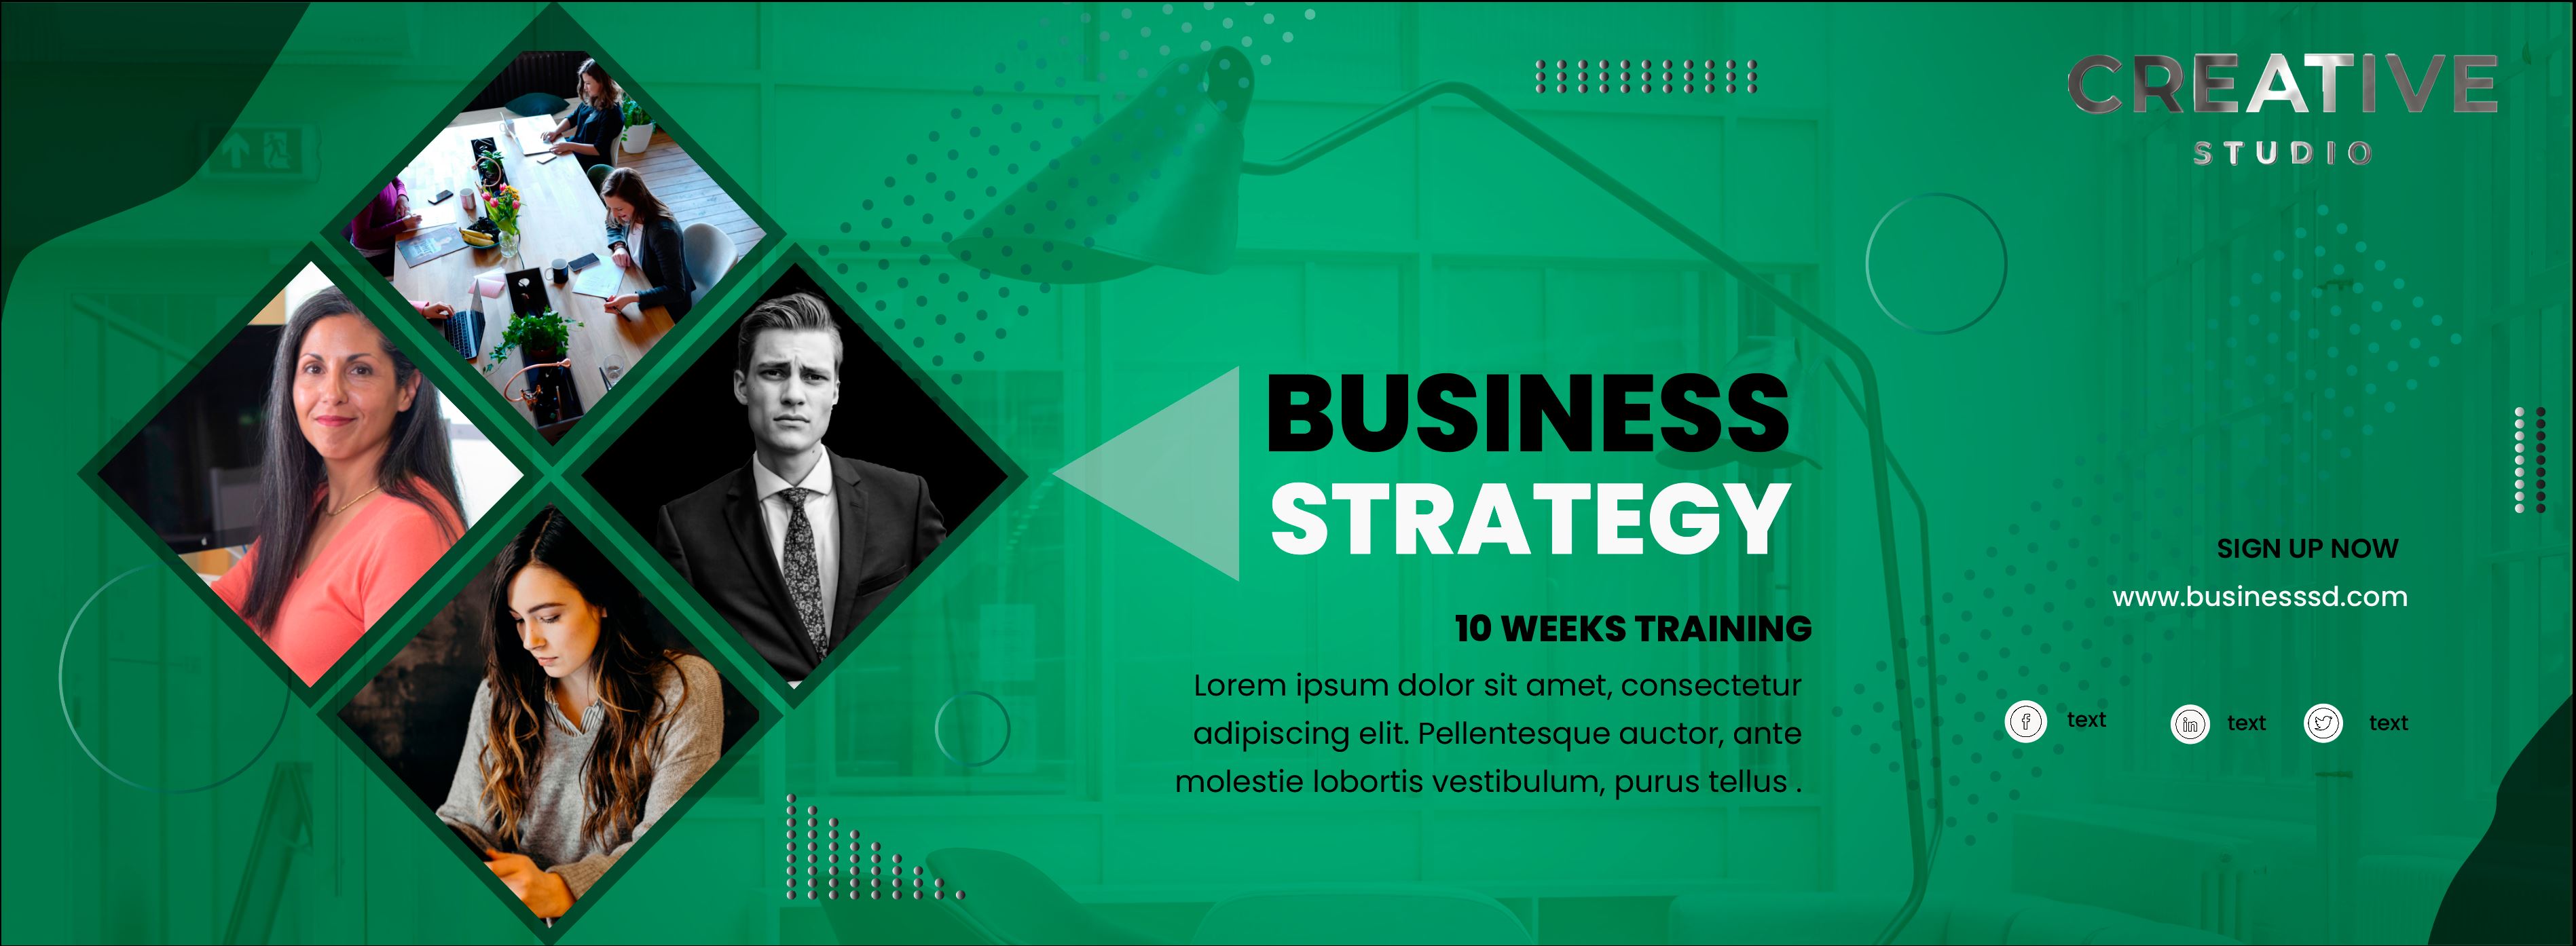 CREATIVE
STUDIO
BUSINESS
STRATEGY
10 WEEKS TRAINING
Lorem ipsum dolor sit amet, consectetur
adipiscing elit. Pellentesque auctor, ante
molestie lobortis vestibulum, purus tellus .
SIGN UP NOW
www.businesssd.com
f text in text text